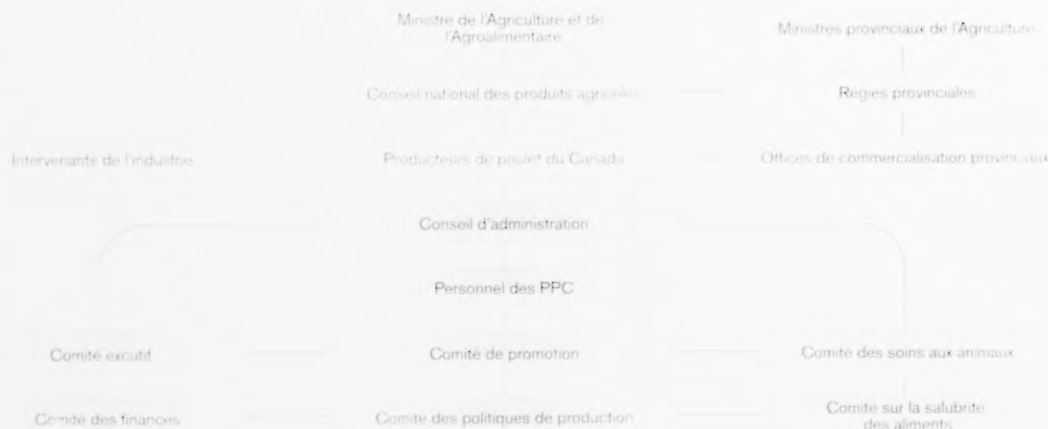 Ministre de l'Agriculture et de
l'Agroalimentaire
Ministres provinciaux de l'Agriculture
Conseil national des produits agricoles
Régies provinciales
Intervenants de l'industrie
Producteurs de poulet du Canada
Offices de commercialisation provinciaux
Conseil d'administration
Personnel des PPC
Comité excutif
Comité de promotion
Comité des soins aux animaux
Comité des finances
Comité des politiques de production
Comité sur la salubrité
des aliments